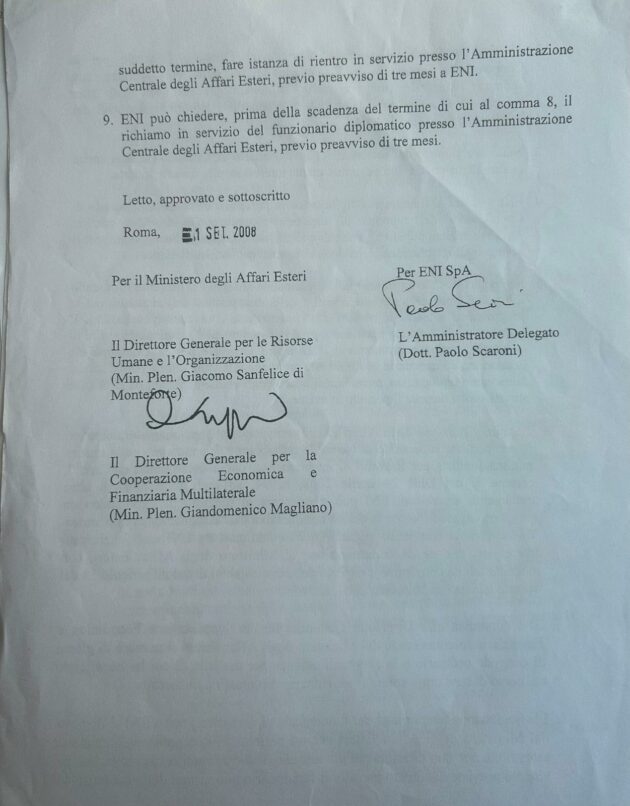 suddetto termine, fare istanza di rientro in servizio presso l'Amministrazione
Centrale degli Affari Esteri, previo preavviso di tre mesi a ENI.
9. ENI può chiedere, prima della scadenza del termine di cui al comma 8, il
richiamo in servizio del funzionario diplomatico presso l'Amministrazione
Centrale degli Affari Esteri, previo preavviso di tre mesi.
Letto, approvato e sottoscritto
Roma, 1 SET. 2008
Per il Ministero degli Affari Esteri
Per ENI SpA
Paolo
Il Direttore Generale per le Risorse
Umane e l'Organizzazione
(Min. Plen. Giacomo Sanfelice di
Monteforte)
L'Amministratore Delegato
(Dott. Paolo Scaroni)
Il Direttore Generale per la
Cooperazione Economica e
Finanziaria Multilaterale
(Min. Plen. Giandomenico Magliano)